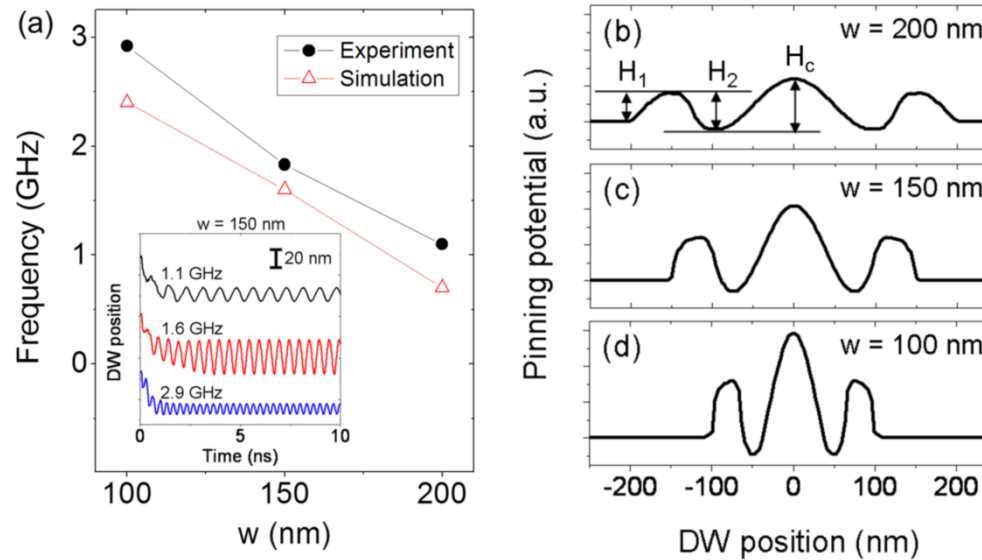 (a)
Frequency (GHz)
3
2
1
0
Experiment
Simulation
w = 150 nm
20 nm
1.1 GHz
1.6 GHz
2.9 GHz
DW position
0
5
10
Time (ns)
100
150
200
w (nm)
Pinning potential (a.u.)
(b)
w = 200 nm
H1
H2
Hc
(c)
w = 150 nm
(d)
w = 100 nm
-200
-100
0
100
200
DW position (nm)